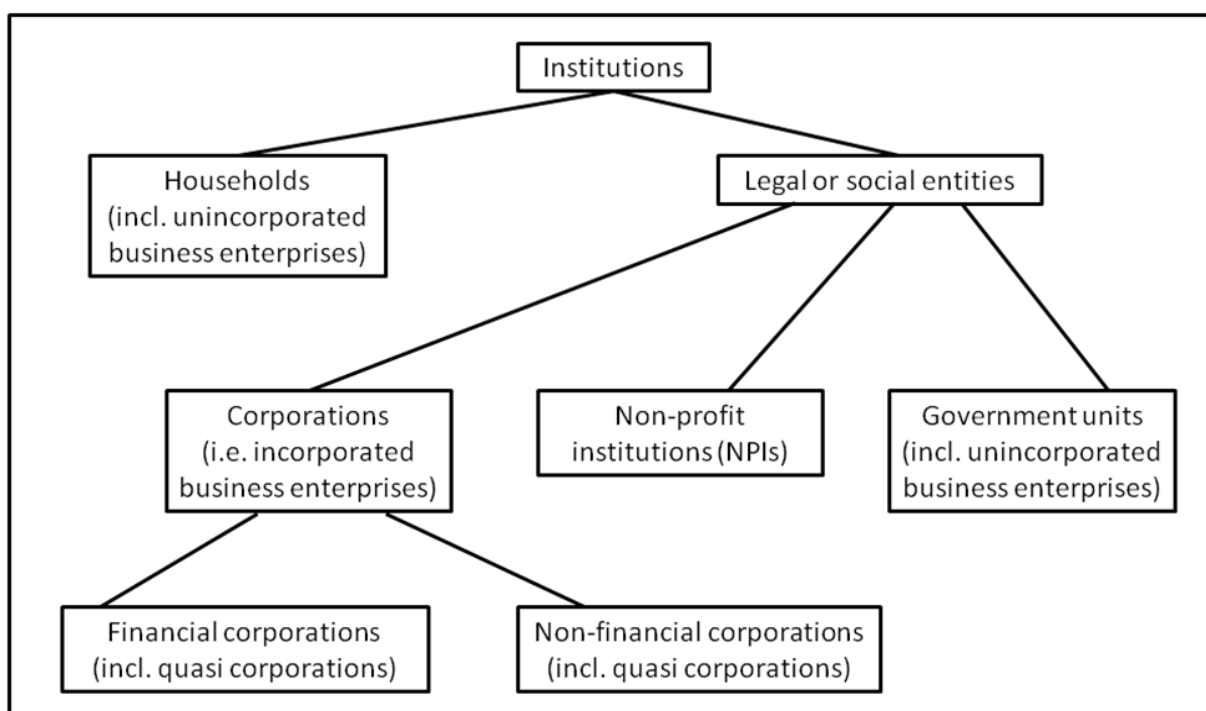 Institutions
Households
(incl. unincorporated
business enterprises)
Legal or social entities
Corporations
(i.e. incorporated
business enterprises)
Non-profit
institutions (NPIs)
Government units
(incl. unincorporated
business enterprises)
Financial corporations
(incl. quasi corporations)
Non-financial corporations
(incl. quasi corporations)